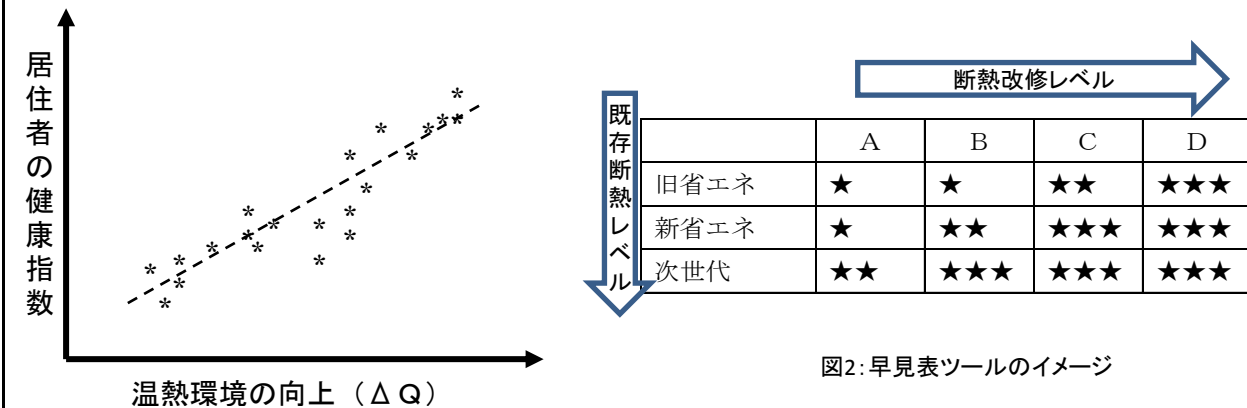 居住者の健康指数
温熱環境の向上(ΔQ)
断熱改修レベル
既存断熱レベル
A B C D
旧省エネ ★ ★ ★★ ★★★
新省エネ ★ ★★ ★★★ ★★★
次世代 ★★ ★★★ ★★★ ★★★
図2:早見表ツールのイメージ